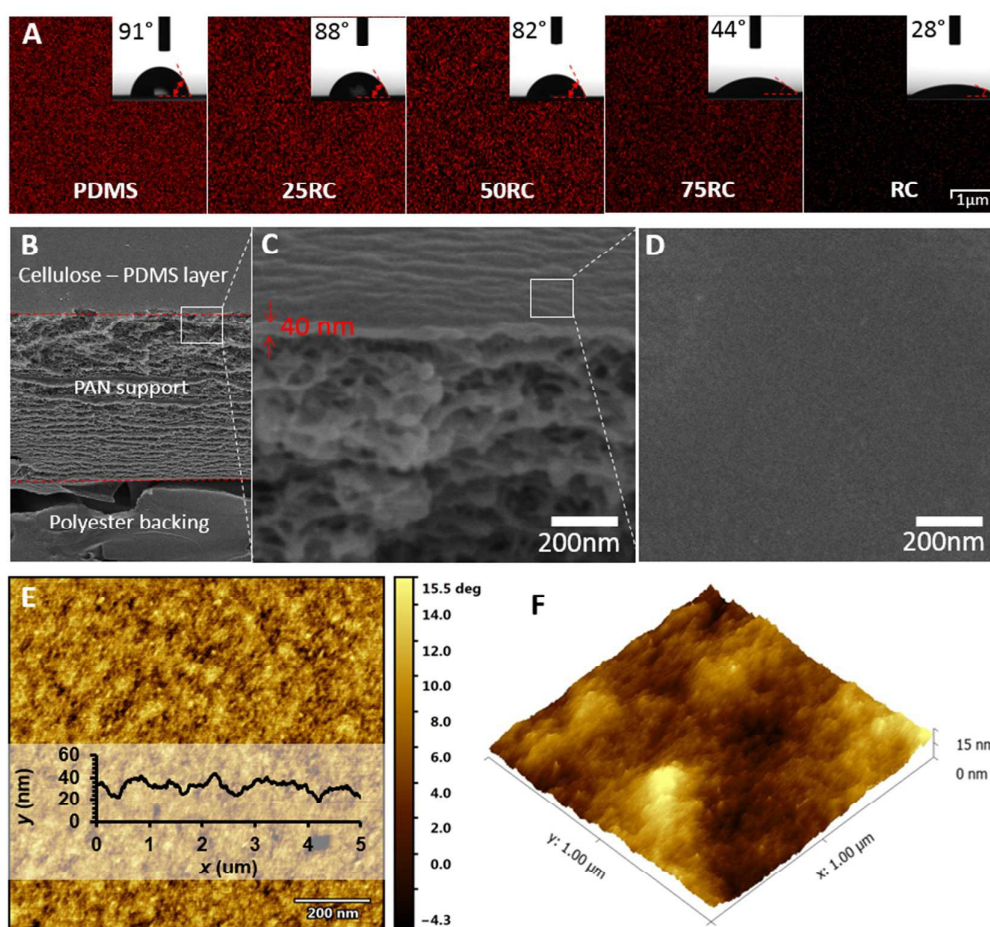 A
91°
88°
82°
44°
28°
PDMS
25RC
50RC
75RC
RC
1µm
B
Cellulose – PDMS layer
PAN support
Polyester backing
C
40 nm
200nm
D
200nm
E
15.5 deg
14.0
12.0
10.0
8.0
6.0
4.0
2.0
0.0
−4.3
60
40
20
0
y (nm)
0 1 2 3 4 5
x (um)
200 nm
F
15 nm
0 nm
y: 1.00 µm
x: 1.00 µm